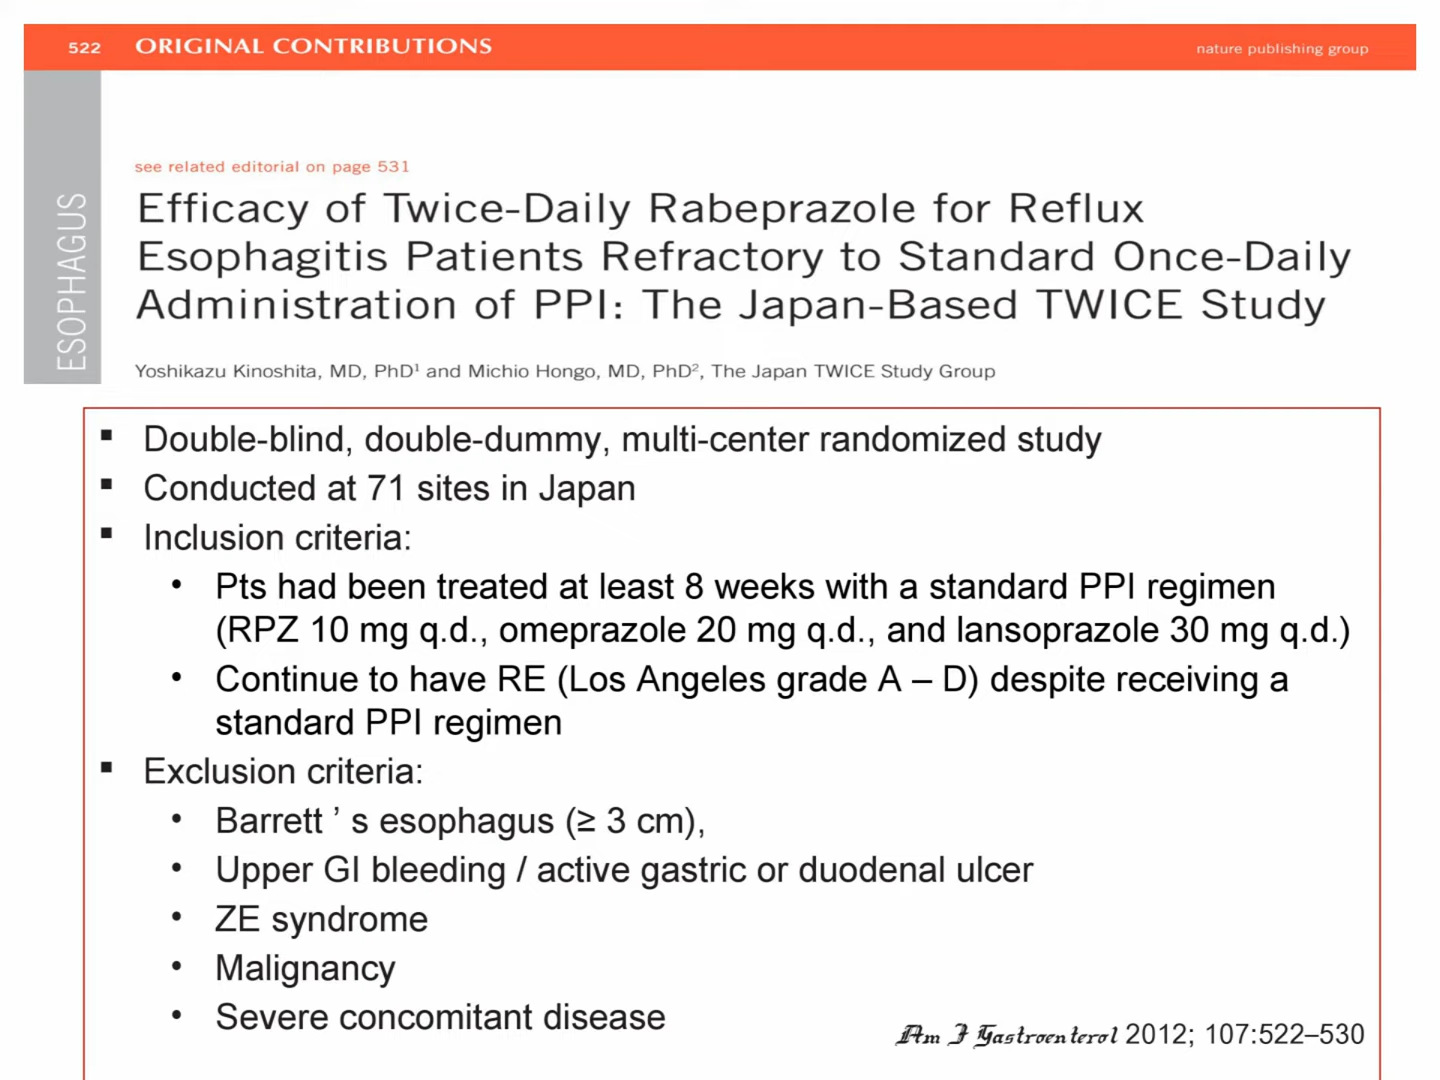 522 ORIGINAL CONTRIBUTIONS nature publishing group
ESOPHAGUS
see related editorial on page 531
Efficacy of Twice-Daily Rabeprazole for Reflux
Esophagitis Patients Refractory to Standard Once-Daily
Administration of PPI: The Japan-Based TWICE Study
Yoshikazu Kinoshita, MD, PhD¹ and Michio Hongo, MD, PhD², The Japan TWICE Study Group
▪ Double-blind, double-dummy, multi-center randomized study
▪ Conducted at 71 sites in Japan
▪ Inclusion criteria:
• Pts had been treated at least 8 weeks with a standard PPI regimen
(RPZ 10 mg q.d., omeprazole 20 mg q.d., and lansoprazole 30 mg q.d.)
• Continue to have RE (Los Angeles grade A – D) despite receiving a
standard PPI regimen
▪ Exclusion criteria:
• Barrett ’ s esophagus (≥ 3 cm),
• Upper GI bleeding / active gastric or duodenal ulcer
• ZE syndrome
• Malignancy
• Severe concomitant disease
Am J Gastroenterol 2012; 107:522–530